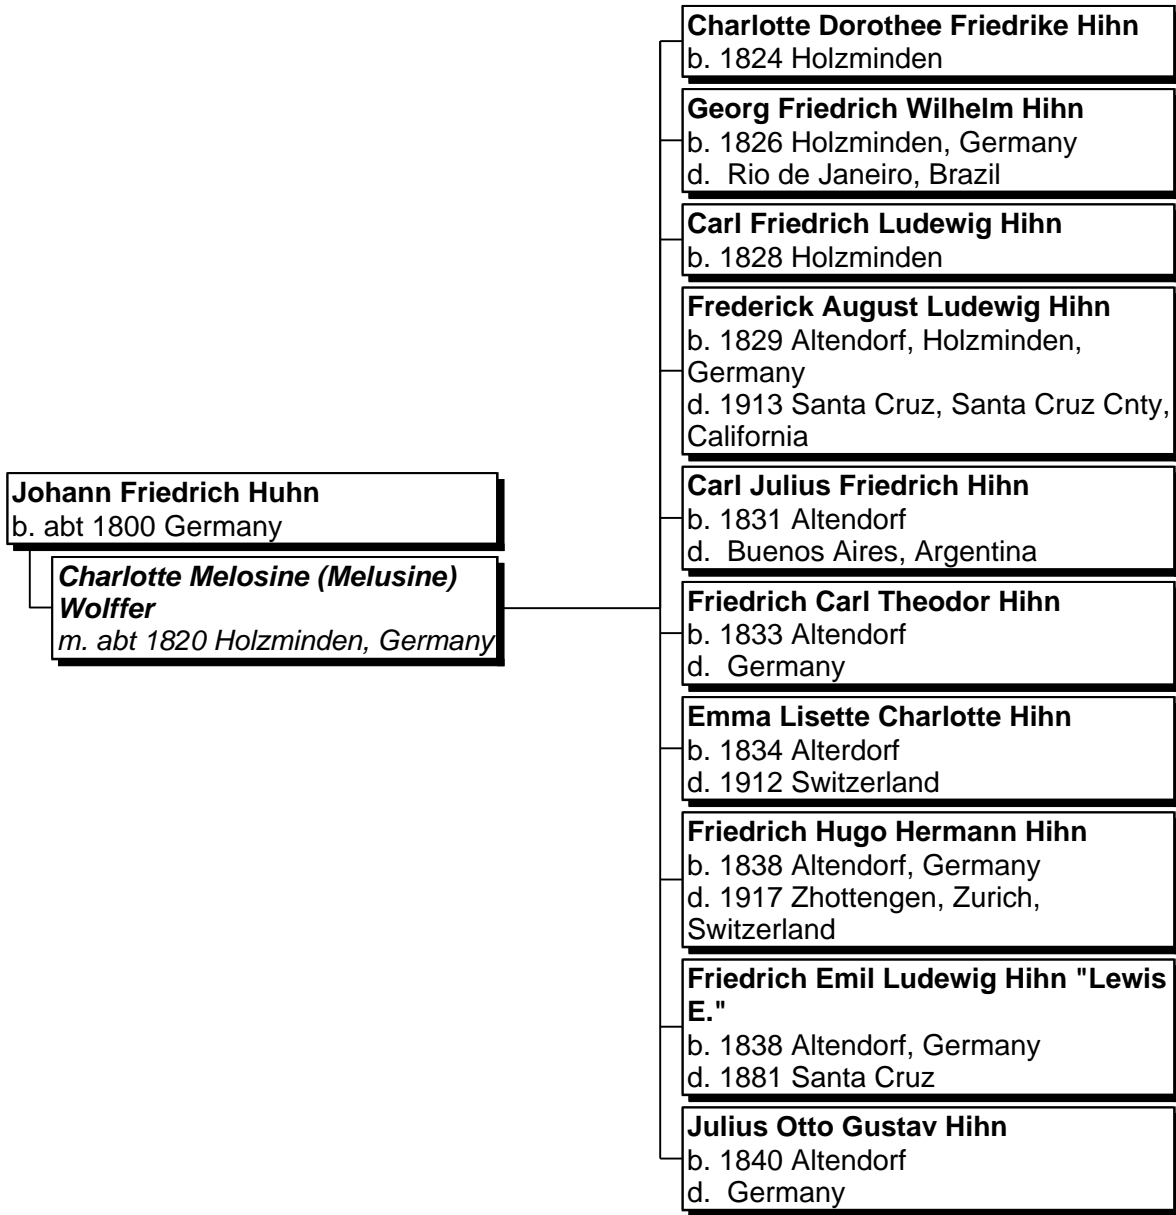 Johann Friedrich Huhn
b. abt 1800 Germany
Charlotte Melosine (Melusine)
Wolffer
m. abt 1820 Holzminden, Germany
Charlotte Dorothee Friedrike Hihn
b. 1824 Holzminden
Georg Friedrich Wilhelm Hihn
b. 1826 Holzminden, Germany
d.  Rio de Janeiro, Brazil
Carl Friedrich Ludewig Hihn
b. 1828 Holzminden
Frederick August Ludewig Hihn
b. 1829 Altendorf, Holzminden,
Germany
d. 1913 Santa Cruz, Santa Cruz Cnty,
California
Carl Julius Friedrich Hihn
b. 1831 Altendorf
d.  Buenos Aires, Argentina
Friedrich Carl Theodor Hihn
b. 1833 Altendorf
d.  Germany
Emma Lisette Charlotte Hihn
b. 1834 Alterdorf
d. 1912 Switzerland
Friedrich Hugo Hermann Hihn
b. 1838 Altendorf, Germany
d. 1917 Zhottengen, Zurich,
Switzerland
Friedrich Emil Ludewig Hihn "Lewis
E."
b. 1838 Altendorf, Germany
d. 1881 Santa Cruz
Julius Otto Gustav Hihn
b. 1840 Altendorf
d.  Germany